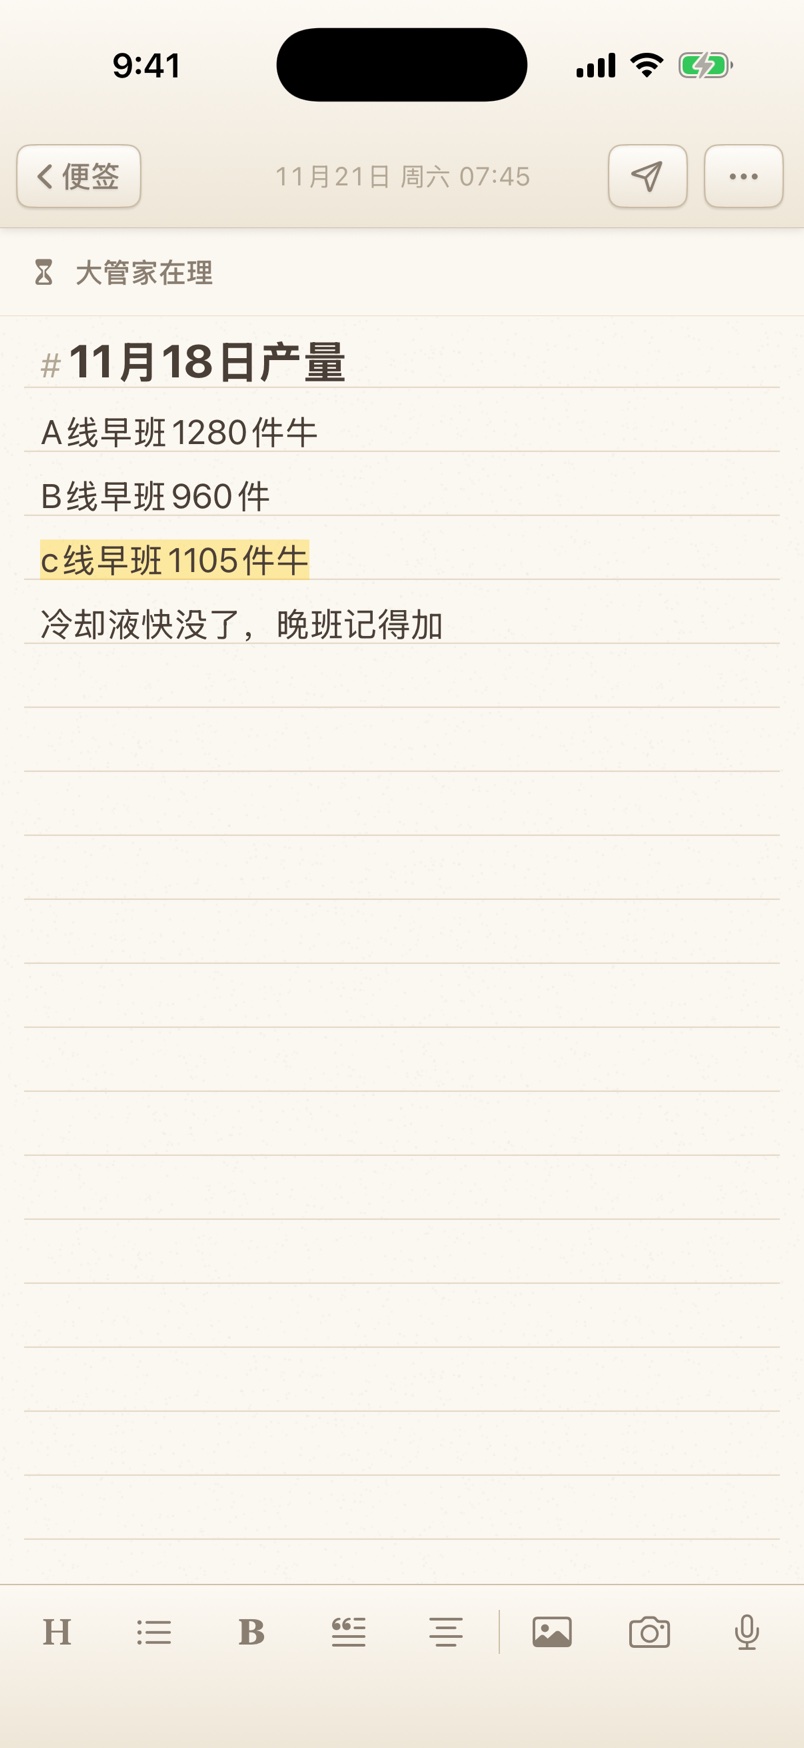 9:41
便签
11月21日 周六 07:45
大管家在理
# 11月18日产量
A线早班1280件牛
B线早班960件
c线早班1105件牛
冷却液快没了，晚班记得加
H
B